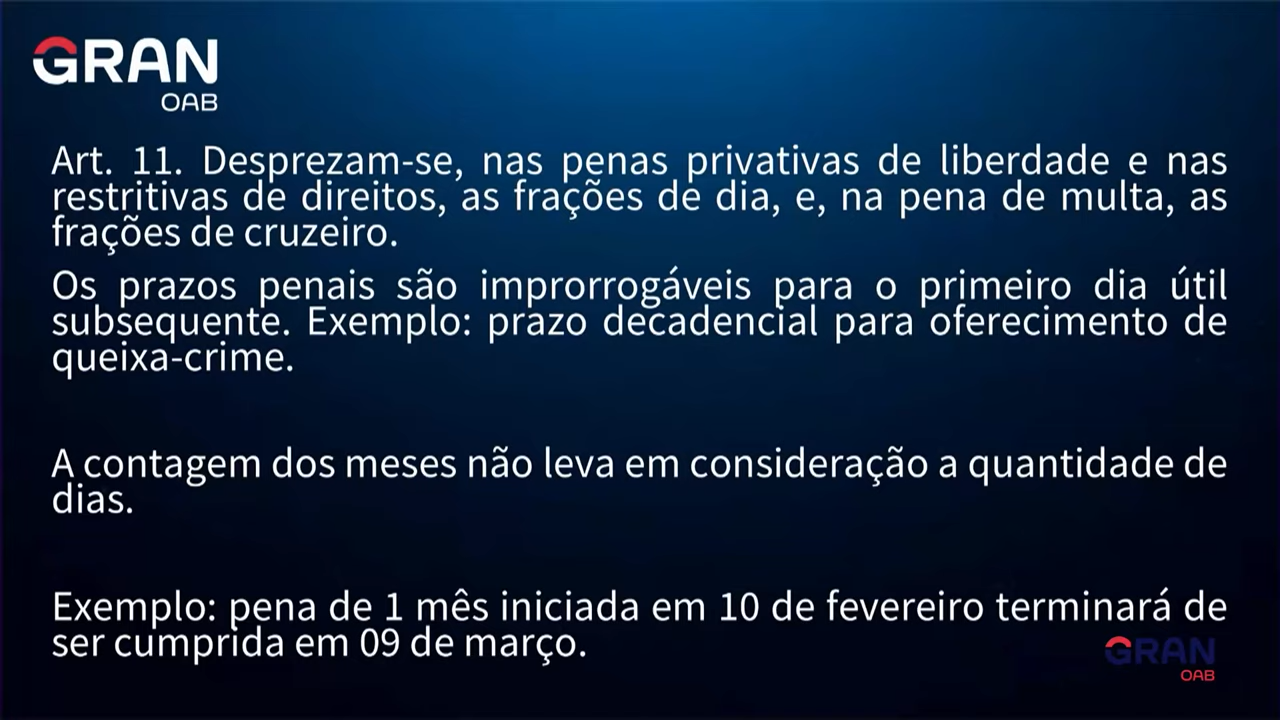 GRAN
OAB
Art. 11. Desprezam-se, nas penas privativas de liberdade e nas
restritivas de direitos, as frações de dia, e, na pena de multa, as
frações de cruzeiro.
Os prazos penais são improrrogáveis para o primeiro dia útil
subsequente. Exemplo: prazo decadencial para oferecimento de
queixa-crime.
A contagem dos meses não leva em consideração a quantidade de
dias.
Exemplo: pena de 1 mês iniciada em 10 de fevereiro terminará de
ser cumprida em 09 de março.
GRAN
OAB